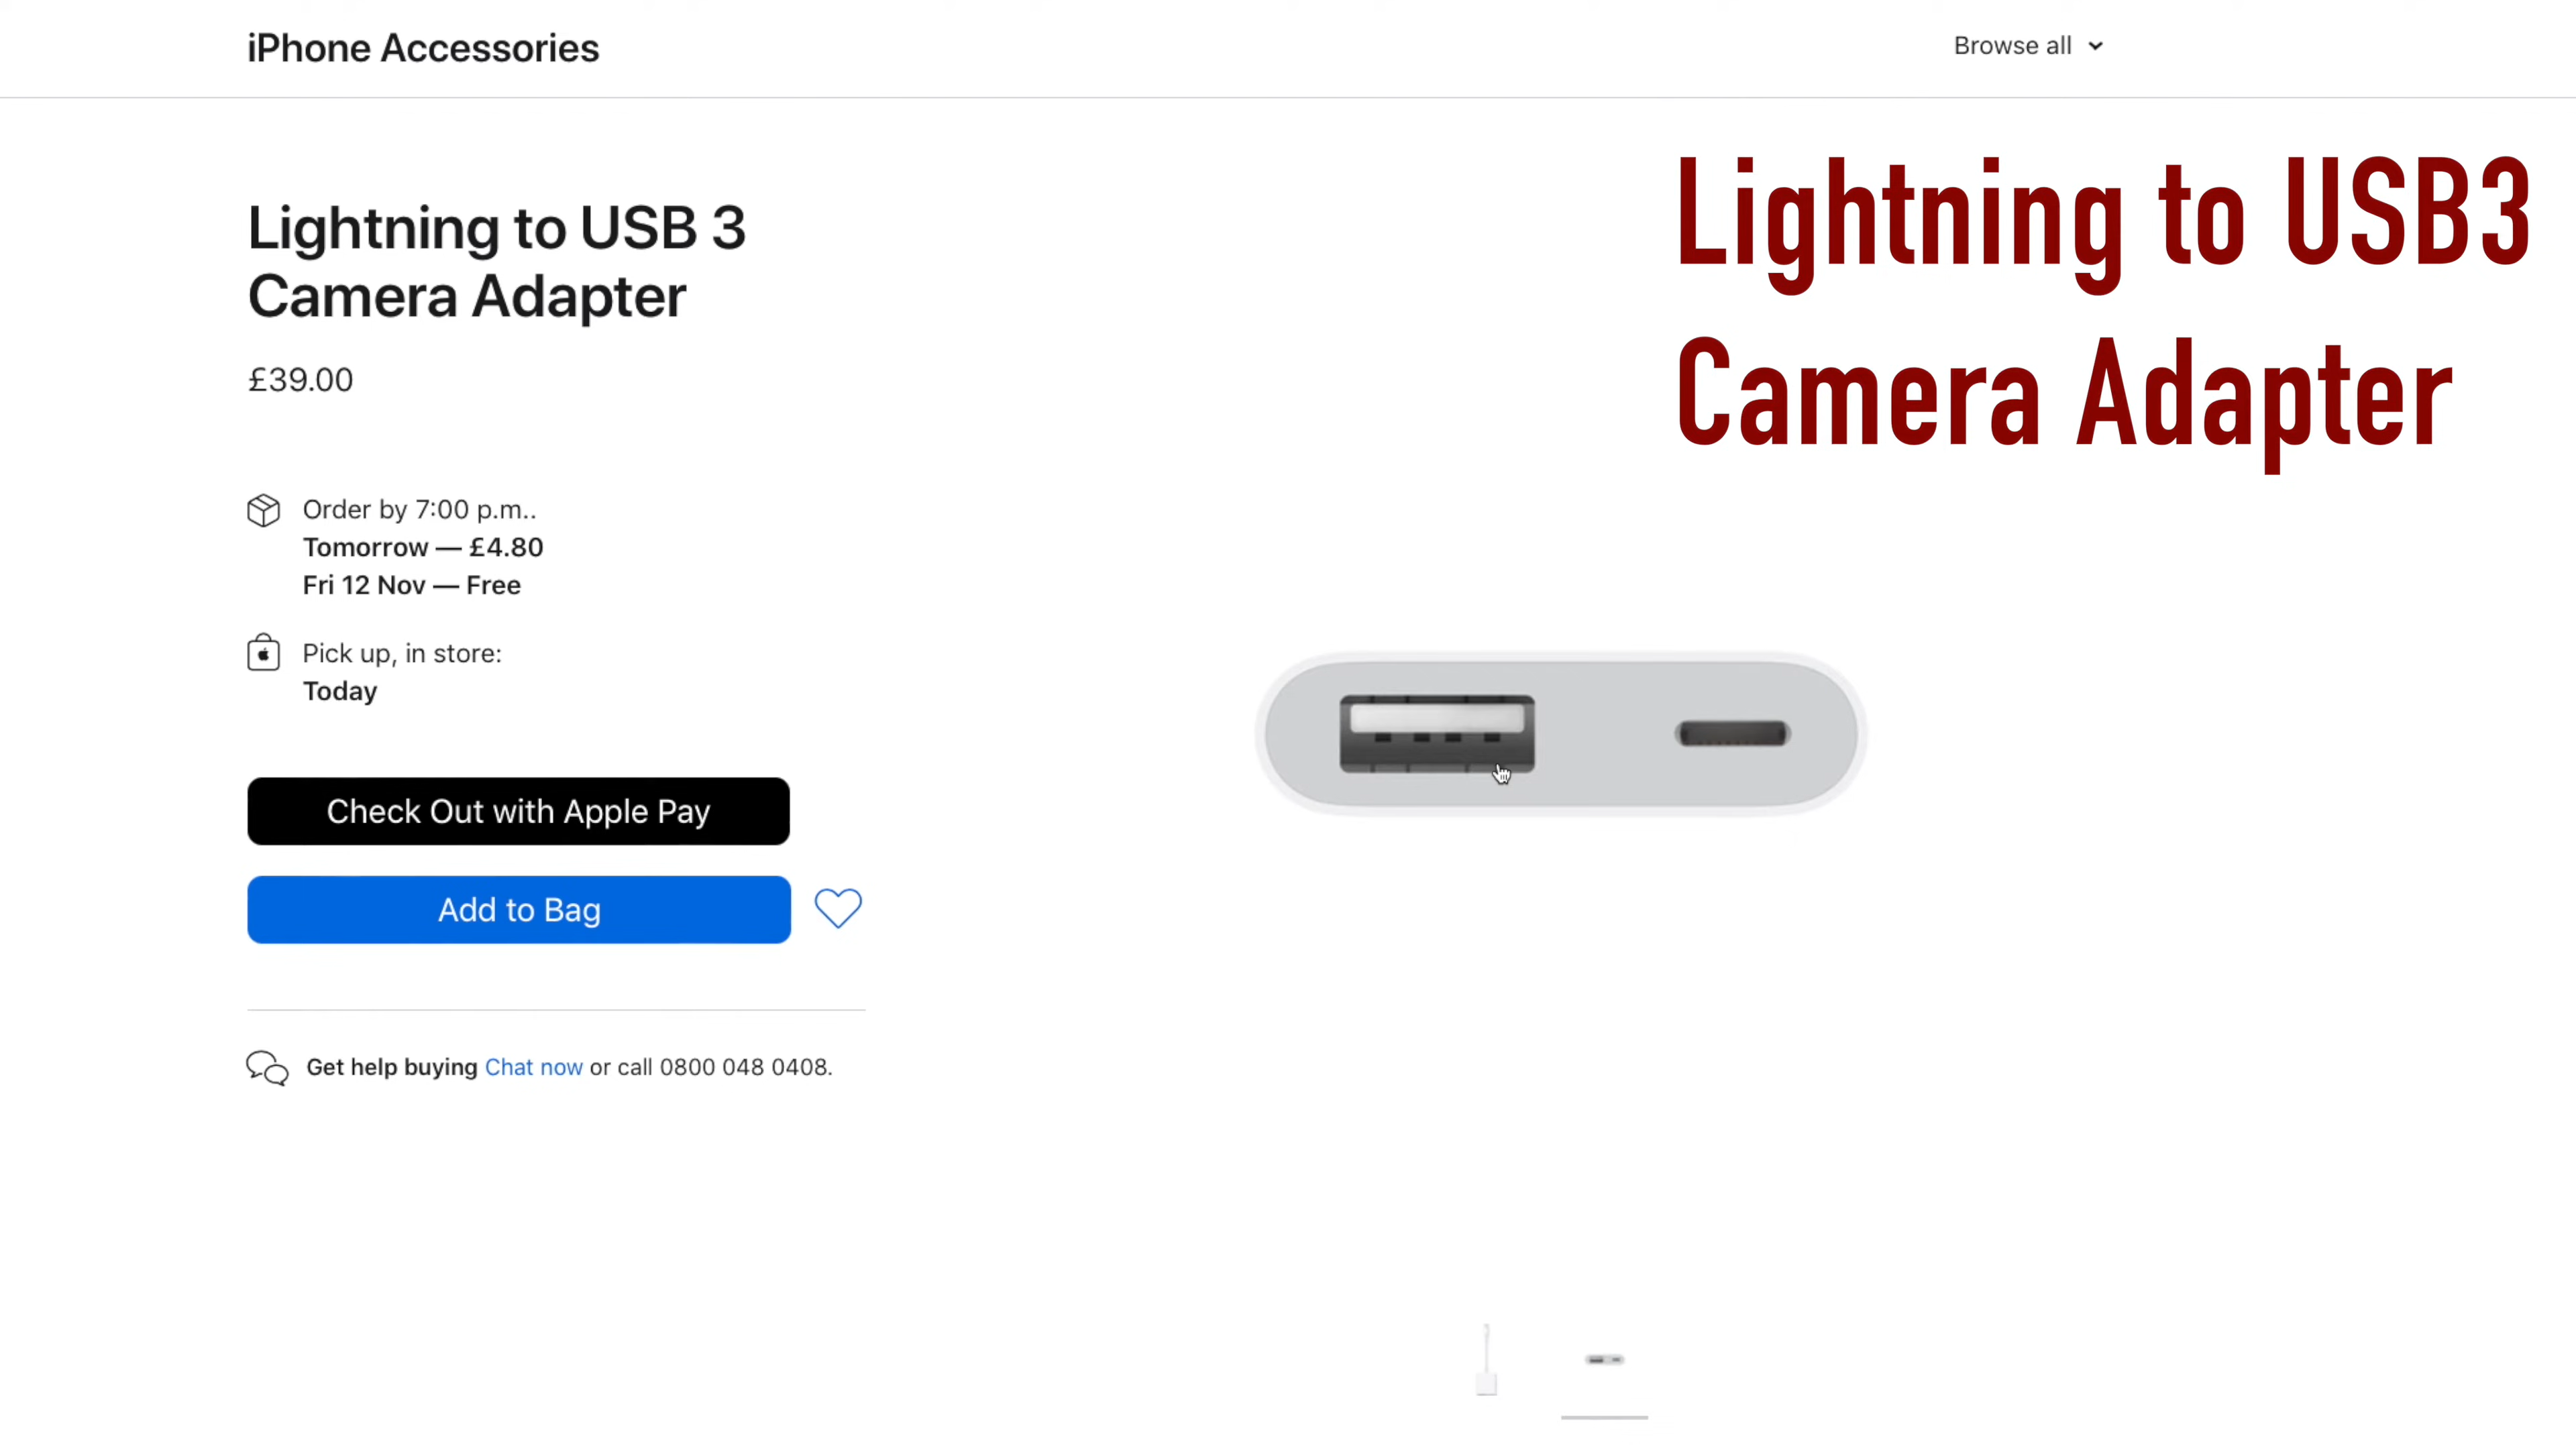 iPhone Accessories
Browse all
Lightning to USB 3
Camera Adapter
£39.00
Order by 7:00 p.m..
Tomorrow — £4.80
Fri 12 Nov — Free
Pick up, in store:
Today
Check Out with Apple Pay
Add to Bag
Get help buying Chat now or call 0800 048 0408.
Lightning to USB3
Camera Adapter